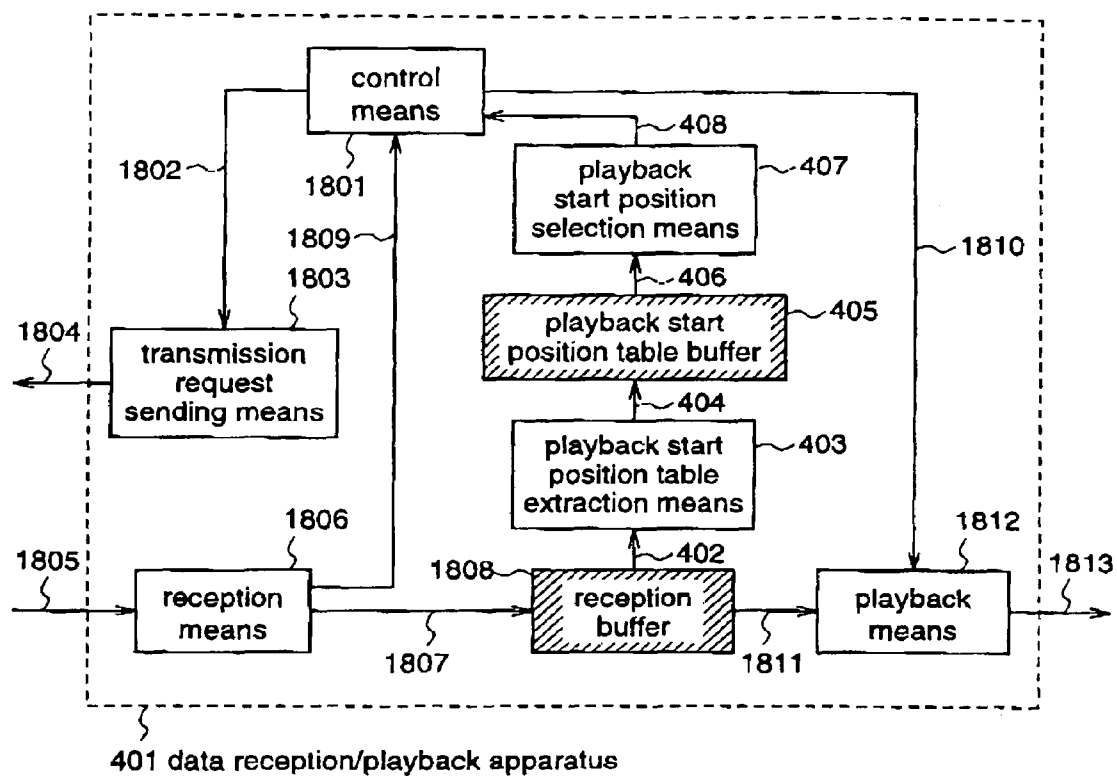 control
means
408
1802
1801
playback
start position
selection means
407
1809
1810
1803
406
1804
transmission
request
sending means
playback start
position table buffer
405
404
playback start
position table
extraction means
403
1806
1812
1805
1808
402
1813
reception
means
reception
buffer
playback
means
1807
1811
401 data reception/playback apparatus